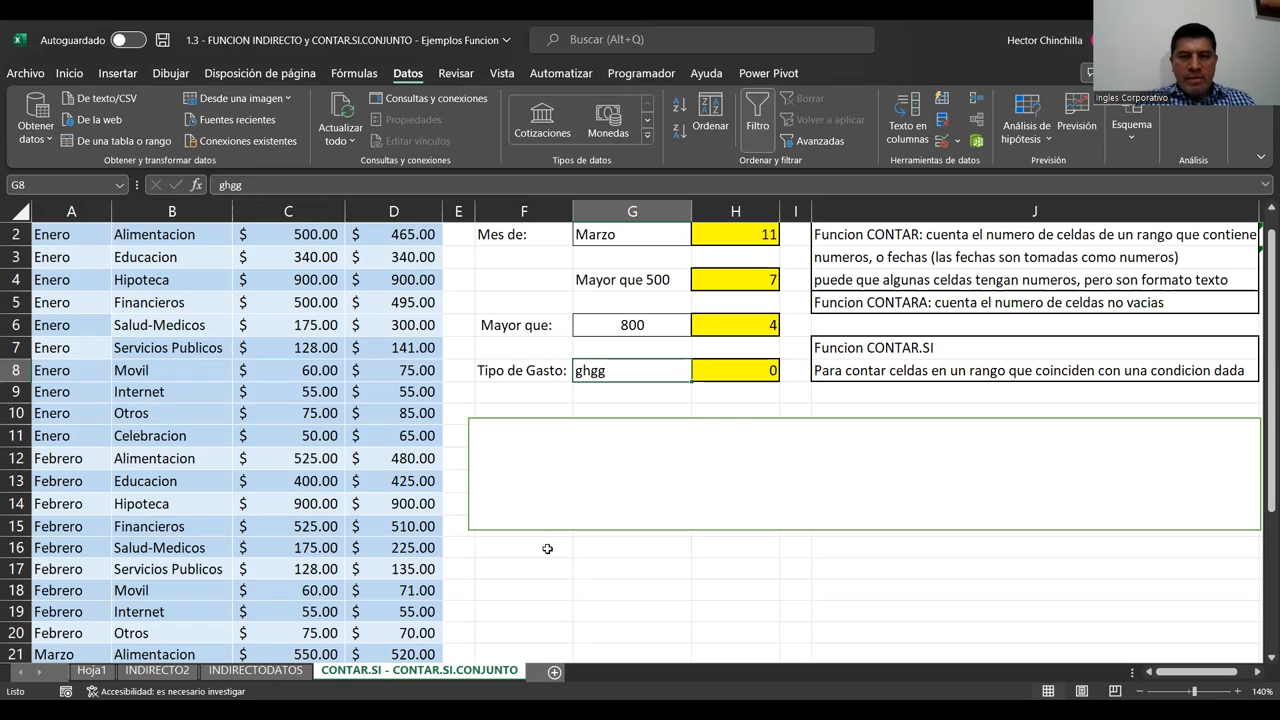 Autoguardado
1.3 - FUNCION INDIRECTO y CONTAR.SI.CONJUNTO - Ejemplos Funcion
Buscar (Alt+Q)
Hector Chinchilla
Ingles Corporativo
Archivo Inicio Insertar Dibujar Disposición de página Fórmulas Datos Revisar Vista Automatizar Programador Ayuda Power Pivot
Obtener datos
De texto/CSV
De la web
De una tabla o rango
Desde una imagen
Fuentes recientes
Conexiones existentes
Obtener y transformar datos
Actualizar todo
Consultas y conexiones
Propiedades
Editar vínculos
Consultas y conexiones
Cotizaciones
Monedas
Tipos de datos
Ordenar
Filtro
Borrar
Volver a aplicar
Avanzadas
Ordenar y filtrar
Texto en columnas
Herramientas de datos
Análisis de hipótesis
Previsión
Previsión
Esquema
Análisis
G8 fx ghgg
A B C D E F G H I J
2 Enero Alimentacion $ 500.00 $ 465.00 Mes de: Marzo 11 Funcion CONTAR: cuenta el numero de celdas de un rango que contiene
3 Enero Educacion $ 340.00 $ 340.00 numeros, o fechas (las fechas son tomadas como numeros)
4 Enero Hipoteca $ 900.00 $ 900.00 Mayor que 500 7 puede que algunas celdas tengan numeros, pero son formato texto
5 Enero Financieros $ 500.00 $ 495.00 Funcion CONTARA: cuenta el numero de celdas no vacias
6 Enero Salud-Medicos $ 175.00 $ 300.00 Mayor que: 800 4
7 Enero Servicios Publicos $ 128.00 $ 141.00 Funcion CONTAR.SI
8 Enero Movil $ 60.00 $ 75.00 Tipo de Gasto: ghgg 0 Para contar celdas en un rango que coinciden con una condicion dada
9 Enero Internet $ 55.00 $ 55.00
10 Enero Otros $ 75.00 $ 85.00
11 Enero Celebracion $ 50.00 $ 65.00
12 Febrero Alimentacion $ 525.00 $ 480.00
13 Febrero Educacion $ 400.00 $ 425.00
14 Febrero Hipoteca $ 900.00 $ 900.00
15 Febrero Financieros $ 525.00 $ 510.00
16 Febrero Salud-Medicos $ 175.00 $ 225.00
17 Febrero Servicios Publicos $ 128.00 $ 135.00
18 Febrero Movil $ 60.00 $ 71.00
19 Febrero Internet $ 55.00 $ 55.00
20 Febrero Otros $ 75.00 $ 70.00
21 Marzo Alimentacion $ 550.00 $ 520.00
Hoja1 INDIRECTO2 INDIRECTODATOS CONTAR.SI - CONTAR.SI.CONJUNTO
Listo Accesibilidad: es necesario investigar 140%